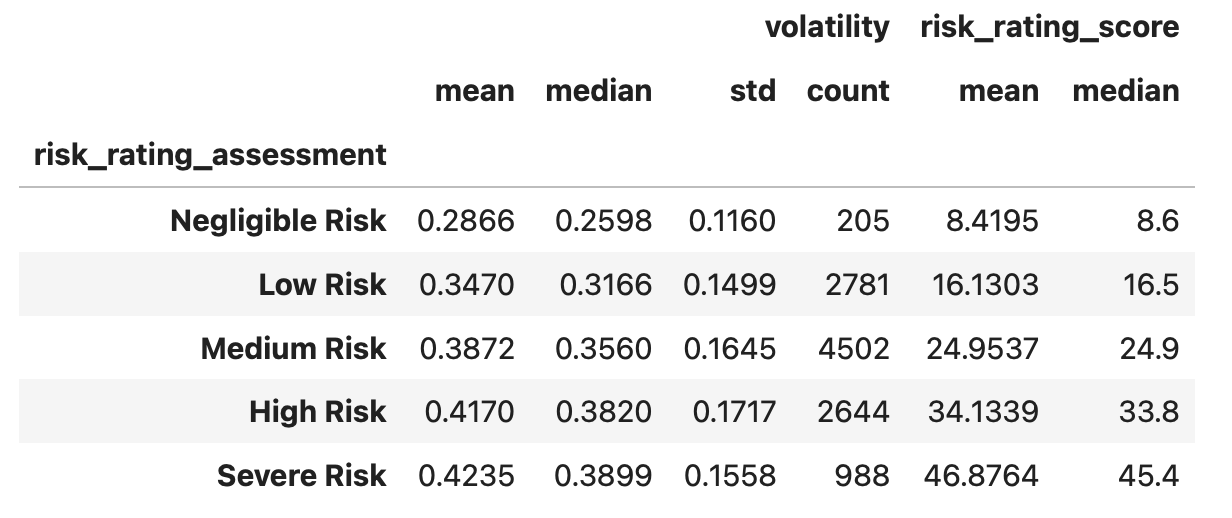 volatility risk_rating_score
mean median std count mean median
risk_rating_assessment
Negligible Risk 0.2866 0.2598 0.1160 205 8.4195 8.6
Low Risk 0.3470 0.3166 0.1499 2781 16.1303 16.5
Medium Risk 0.3872 0.3560 0.1645 4502 24.9537 24.9
High Risk 0.4170 0.3820 0.1717 2644 34.1339 33.8
Severe Risk 0.4235 0.3899 0.1558 988 46.8764 45.4